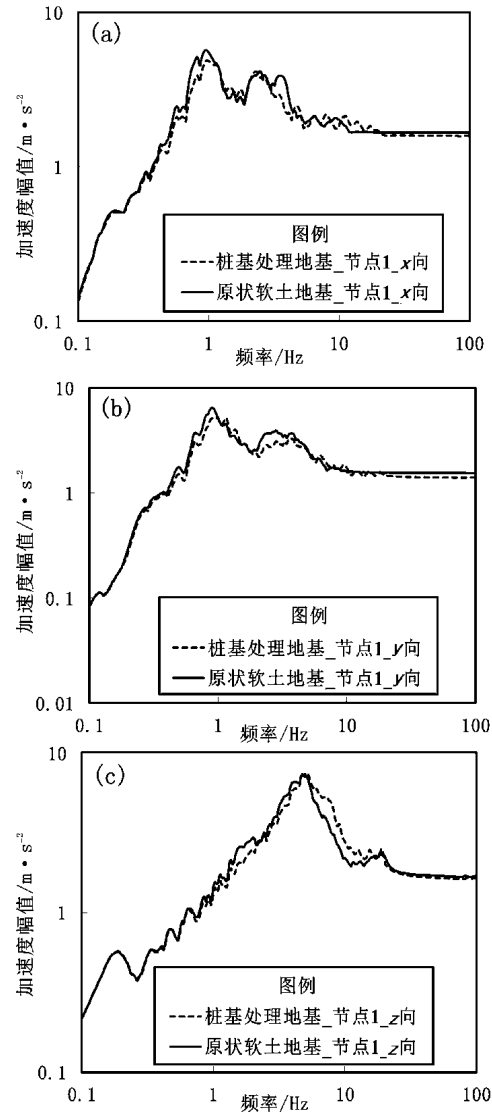 (a)
10
1
0.1
加速度幅值/m·s⁻²
图例
桩基处理地基_节点1_x向
原状软土地基_节点1_x向
0.1 1 10 100
频率/Hz
(b)
10
1
0.1
0.01
加速度幅值/m·s⁻²
图例
桩基处理地基_节点1_y向
原状软土地基_节点1_y向
0.1 1 10 100
频率/Hz
(c)
10
1
0.1
加速度幅值/m·s⁻²
图例
桩基处理地基_节点1_z向
原状软土地基_节点1_z向
0.1 1 10 100
频率/Hz